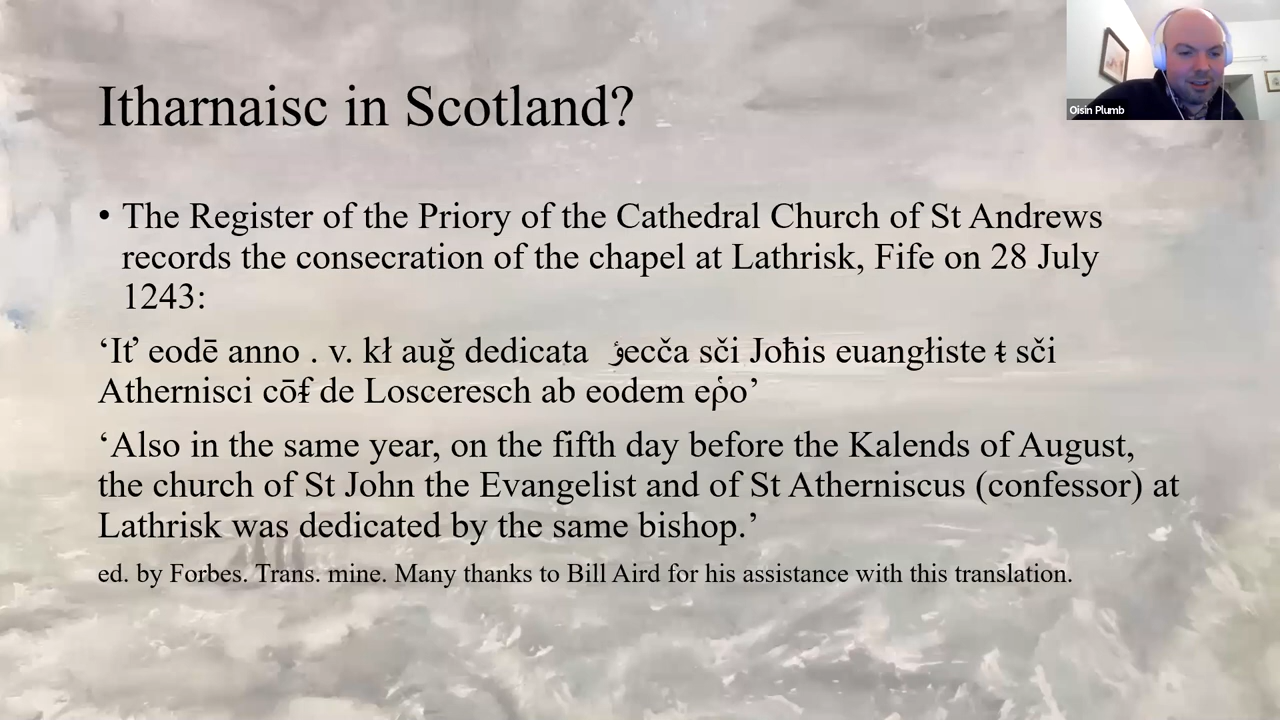 Itharnaisc in Scotland?
Oisín Plumb
• The Register of the Priory of the Cathedral Church of St Andrews
records the consecration of the chapel at Lathrisk, Fife on 28 July
1243:
‘Iť eodē anno . v. kł auğ dedicata escča sči Joħis euangłiste ŧ sči
Athernisci cōf de Losceresch ab eodem eṗo’
‘Also in the same year, on the fifth day before the Kalends of August,
the church of St John the Evangelist and of St Atherniscus (confessor) at
Lathrisk was dedicated by the same bishop.’
ed. by Forbes. Trans. mine. Many thanks to Bill Aird for his assistance with this translation.